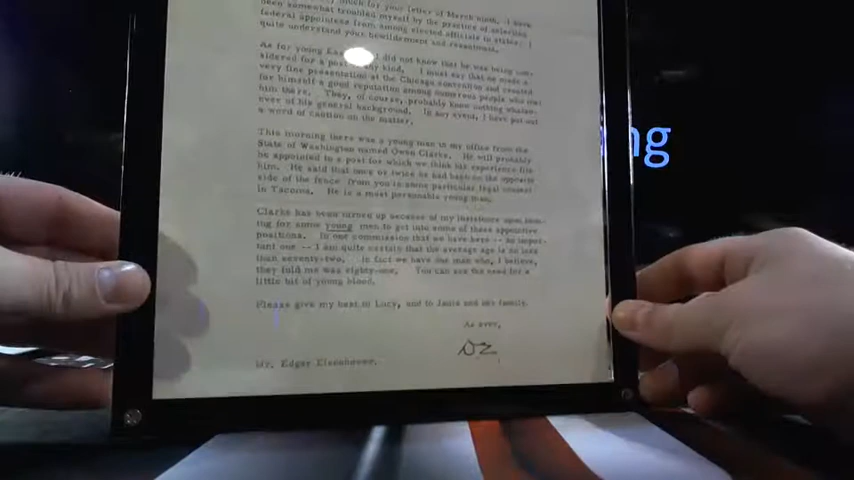 much for your letter of March ninth. I have
been somewhat troubled myself by the practice of selecting
federal appointees from among elected officials in states. I
quite understand your bewilderment and resentment.
As for young I did not know that he was being con-
sidered for a post of any kind. I must say that he made a
very fine presentation at the Chicago convention and created
for himself a good reputation among numerous people who met
him there. They, of course, probably knew nothing whatso-
ever of his general background. In any event, I have put out
a word of caution on the matter.
This morning there was a young man in my office from the
State of Washington named Owen Clarke. He will probably
be appointed to a post for which we think his experience fits
him. He said that once or twice he had been on the opposite
side of the fence from you in some particular legal contest
in Tacoma. He is a most personable young man.
Clarke has been turned up because of my insistence upon look-
ing for some young men to get into some of these appointive
positions. In one commission that we have here -- an impor-
tant one -- I am quite certain that the average age is no less
than seventy-two. In fact we have one man who, I believe,
they told me was eighty-one. You can see the need for a
little bit of young blood.
Please give my best to Lucy, and to Janis and her family.
As ever,
DE
Mr. Edgar Eisenhower
ng